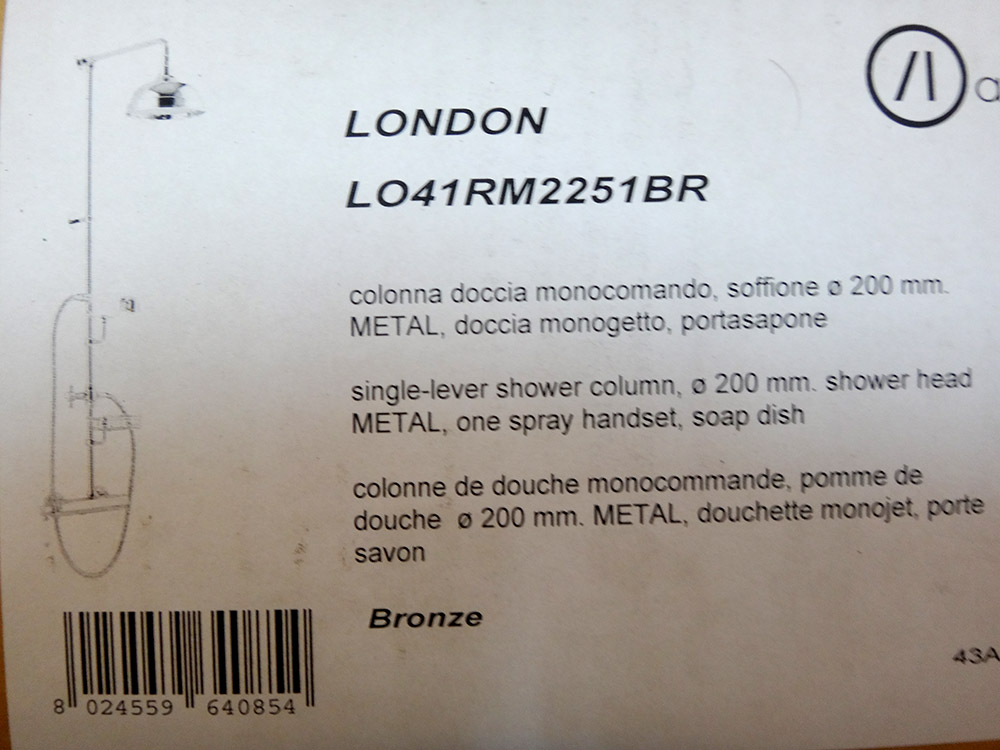 LONDON
LO41RM2251BR
colonna doccia monocomando, soffione ø 200 mm.
METAL, doccia monogetto, portasapone
single-lever shower column, ø 200 mm. shower head
METAL, one spray handset, soap dish
colonne de douche monocommande, pomme de
douche ø 200 mm. METAL, douchette monojet, porte
savon
Bronze
43A
8 024559 640854